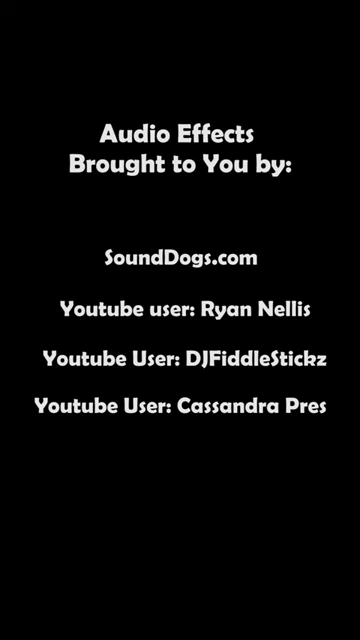 Audio Effects
Brought to You by:
SoundDogs.com
Youtube user: Ryan Nellis
Youtube User: DJFiddleStickz
Youtube User: Cassandra Pres